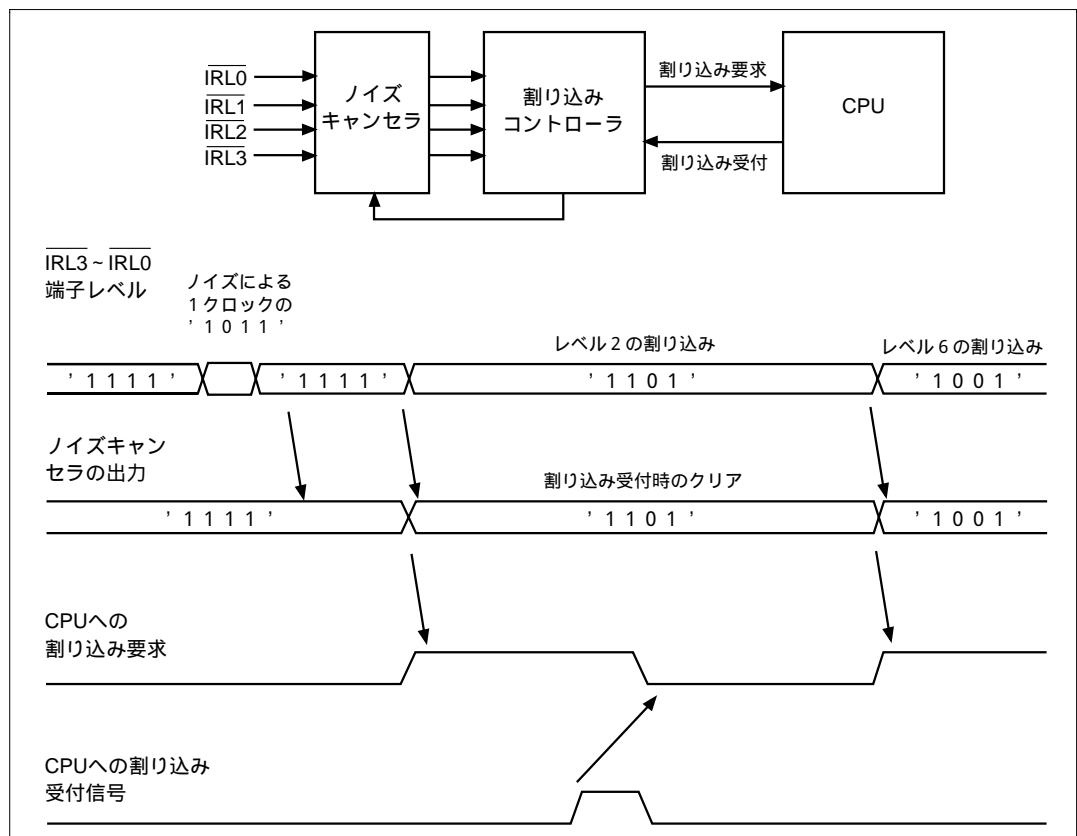 IRL0
IRL1
IRL2
IRL3
ノイズ
キャンセラ
割り込み
コントローラ
割り込み要求
割り込み受付
CPU
IRL3 ~ IRL0
端子レベル
ノイズによる
1クロックの
'1011'
レベル2の割り込み
レベル6の割り込み
'1111'
'1111'
'1101'
'1001'
ノイズキャン
セラの出力
割り込み受付時のクリア
'1111'
'1101'
'1001'
CPUへの
割り込み要求
CPUへの割り込み
受付信号